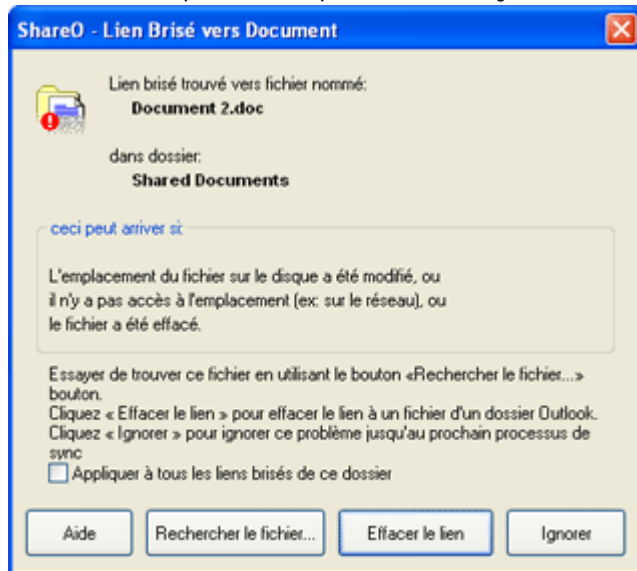 ShareO - Lien Brisé vers Document
Lien brisé trouvé vers fichier nommé:
Document 2.doc
dans dossier:
Shared Documents
ceci peut arriver si:
L'emplacement du fichier sur le disque a été modifié, ou
il n'y a pas accès à l'emplacement (ex: sur le réseau), ou
le fichier a été effacé.
Essayer de trouver ce fichier en utilisant le bouton «Rechercher le fichier...»
bouton.
Cliquez « Effacer le lien » pour effacer le lien à un fichier d'un dossier Outlook.
Cliquez « Ignorer » pour ignorer ce problème jusqu'au prochain processus de
sync
Appliquer à tous les liens brisés de ce dossier
Aide
Rechercher le fichier...
Effacer le lien
Ignorer